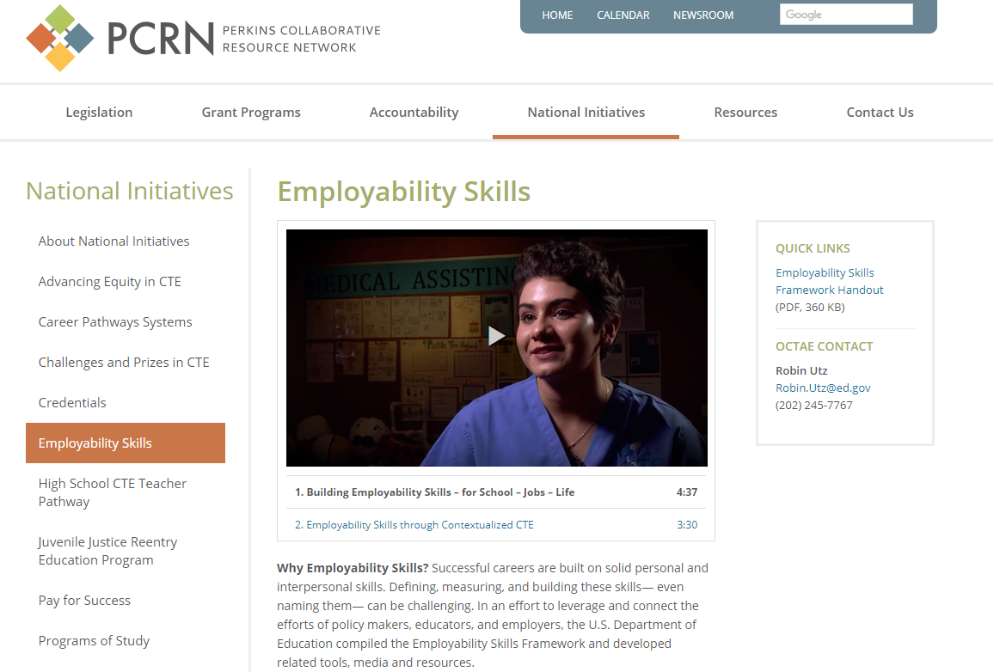 PCRN PERKINS COLLABORATIVE
RESOURCE NETWORK
HOME CALENDAR NEWSROOM Google
Legislation Grant Programs Accountability National Initiatives Resources Contact Us
National Initiatives
About National Initiatives
Advancing Equity in CTE
Career Pathways Systems
Challenges and Prizes in CTE
Credentials
Employability Skills
High School CTE Teacher
Pathway
Juvenile Justice Reentry
Education Program
Pay for Success
Programs of Study
Employability Skills
MEDICAL ASSISTING
1. Building Employability Skills – for School – Jobs – Life 4:37
2. Employability Skills through Contextualized CTE 3:30
Why Employability Skills? Successful careers are built on solid personal and
interpersonal skills. Defining, measuring, and building these skills— even
naming them— can be challenging. In an effort to leverage and connect the
efforts of policy makers, educators, and employers, the U.S. Department of
Education compiled the Employability Skills Framework and developed
related tools, media and resources.
QUICK LINKS
Employability Skills
Framework Handout
(PDF, 360 KB)
OCTAE CONTACT
Robin Utz
Robin.Utz@ed.gov
(202) 245-7767